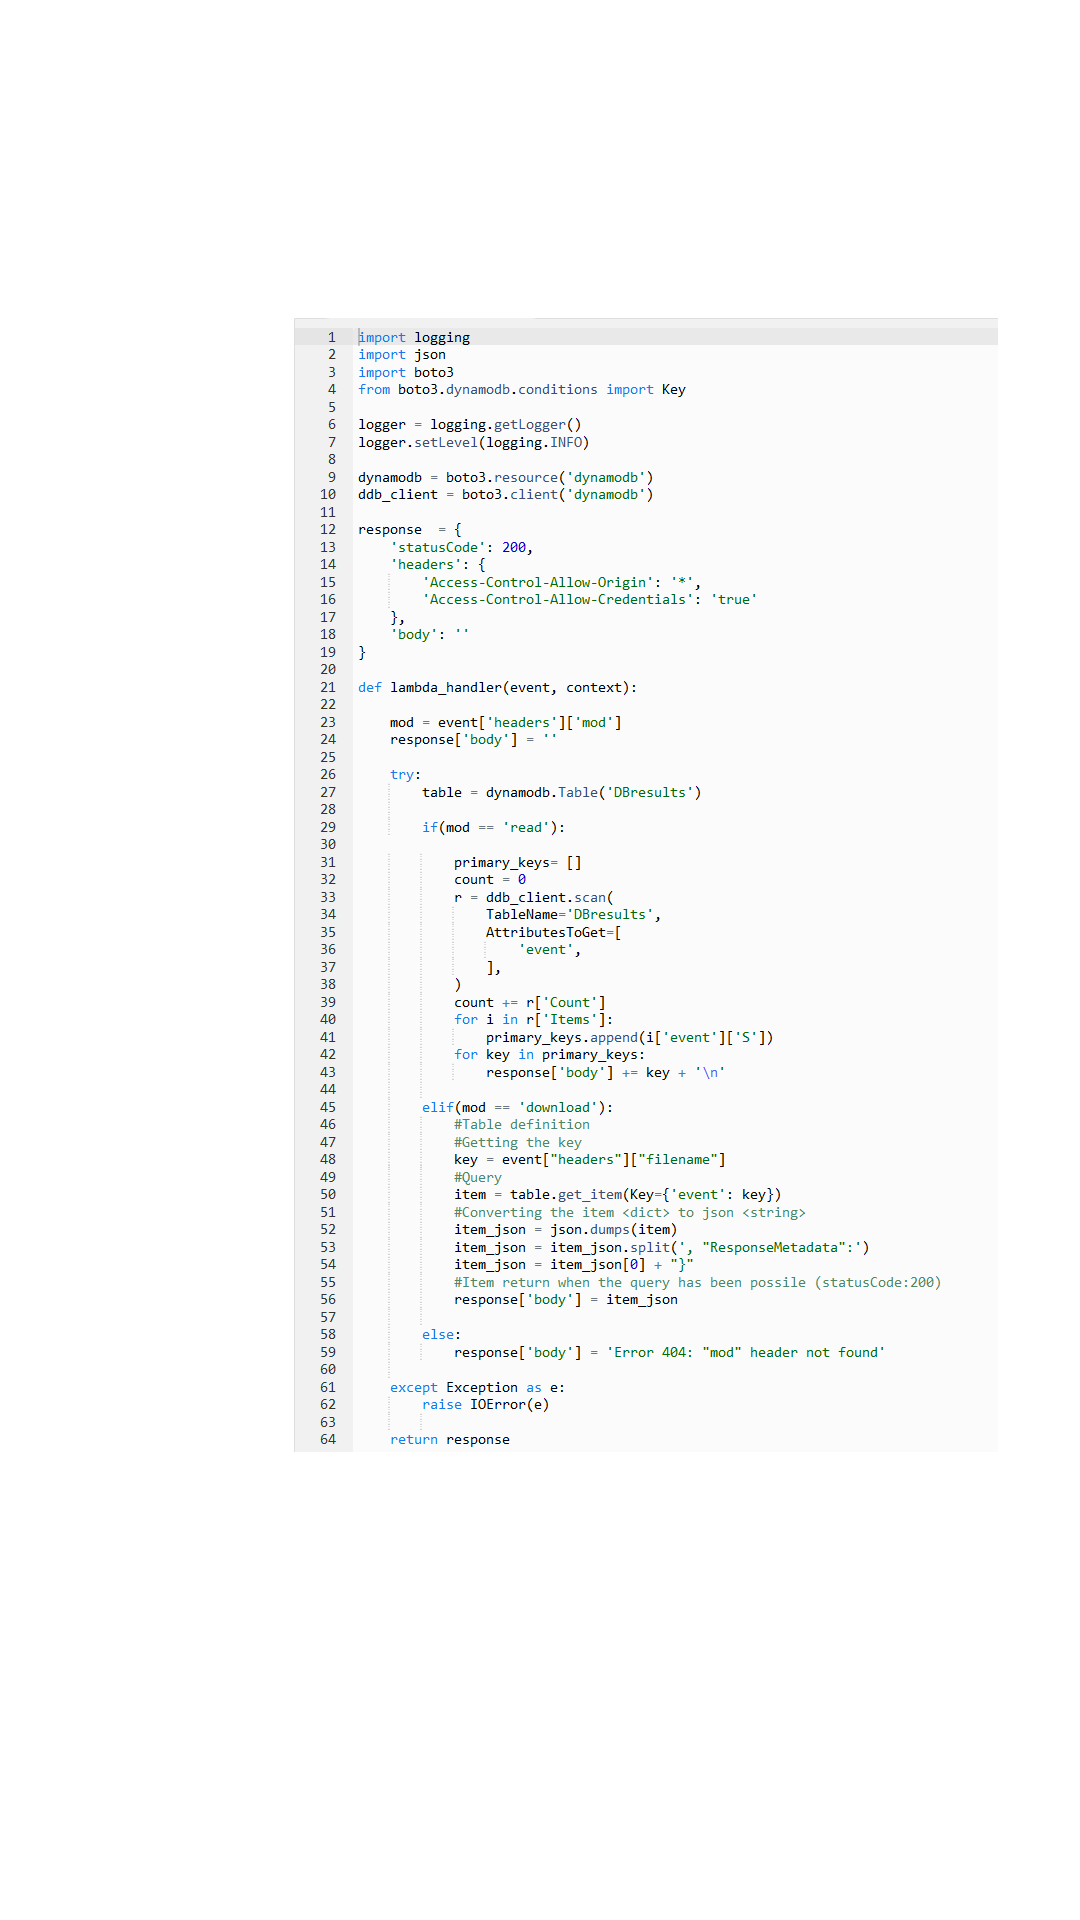 1 import logging
2 import json
3 import boto3
4 from boto3.dynamodb.conditions import Key
5
6 logger = logging.getLogger()
7 logger.setLevel(logging.INFO)
8
9 dynamodb = boto3.resource('dynamodb')
10 ddb_client = boto3.client('dynamodb')
11
12 response  = {
13     'statusCode': 200,
14     'headers': {
15         'Access-Control-Allow-Origin': '*',
16         'Access-Control-Allow-Credentials': 'true'
17     },
18     'body': ''
19 }
20
21 def lambda_handler(event, context):
22
23     mod = event['headers']['mod']
24     response['body'] = ''
25
26     try:
27         table = dynamodb.Table('DBresults')
28
29         if(mod == 'read'):
30
31             primary_keys= []
32             count = 0
33             r = ddb_client.scan(
34                 TableName='DBresults',
35                 AttributesToGet=[
36                     'event',
37                 ],
38             )
39             count += r['Count']
40             for i in r['Items']:
41                 primary_keys.append(i['event']['S'])
42             for key in primary_keys:
43                 response['body'] += key + '\n'
44
45         elif(mod == 'download'):
46             #Table definition
47             #Getting the key
48             key = event["headers"]["filename"]
49             #Query
50             item = table.get_item(Key={'event': key})
51             #Converting the item <dict> to json <string>
52             item_json = json.dumps(item)
53             item_json = item_json.split(', "ResponseMetadata":')
54             item_json = item_json[0] + "}"
55             #Item return when the query has been possile (statusCode:200)
56             response['body'] = item_json
57
58         else:
59             response['body'] = 'Error 404: "mod" header not found'
60
61     except Exception as e:
62         raise IOError(e)
63
64     return response